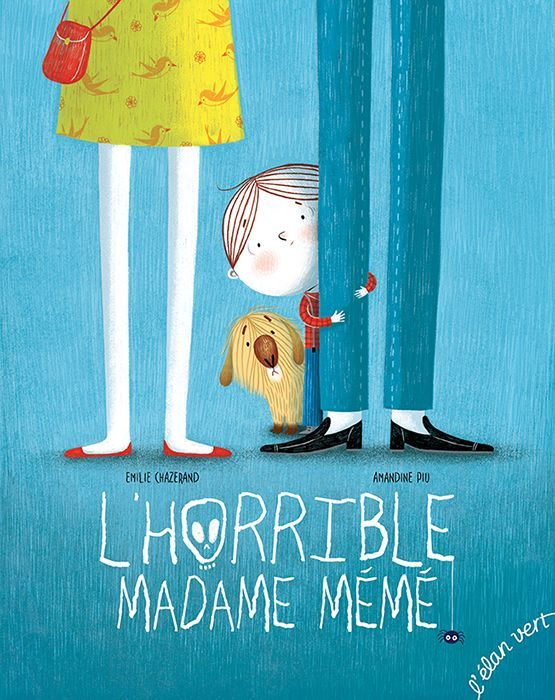 EMILIE CHAZERAND
AMANDINE PIU
L'HORRIBLE
MADAME MÉMÉ
l'élan vert